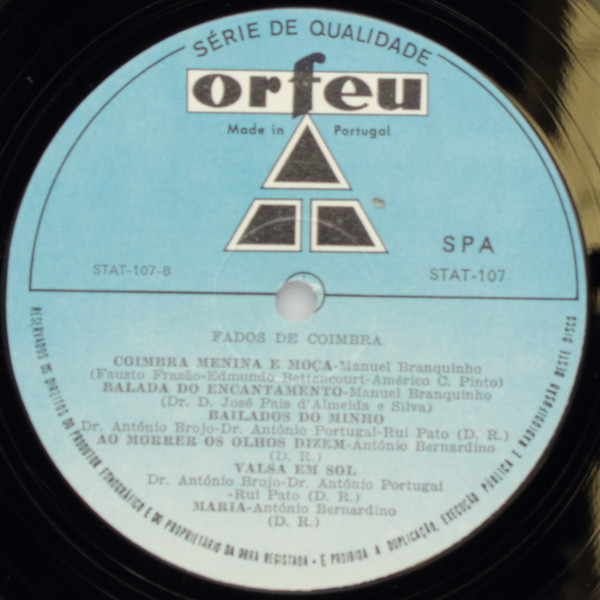 SÉRIE DE QUALIDADE
orfeu
Made in Portugal
SPA
STAT-107-B
STAT-107
FADOS DE COIMBRA
COIMBRA MENINA E MOÇA-Manuel Branquinho
(Fausto Frazão-Edmundo Bettencourt-Américo C. Pinto)
BALADA DO ENCANTAMENTO-Manuel Branquinho
(Dr. D. José Pais d'Almeida e Silva)
BAILADOS DO MINHO
Dr. António Brojo-Dr. António Portugal-Rui Pato (D. R.)
AO MORRER OS OLHOS DIZEM-António Bernardino
(D. R.)
VALSA EM SOL
Dr. António Brojo-Dr. António Portugal
-Rui Pato (D. R.)
MARIA-António Bernardino
(D. R.)
RESERVADOS OS DIREITOS DO PRODUTOR FONOGRÁFICO E DO PROPRIETÁRIO DA OBRA REGISTADA - É PROIBIDA A DUPLICAÇÃO, EXECUÇÃO PÚBLICA E RADIODIFUSÃO DESTE DISCO